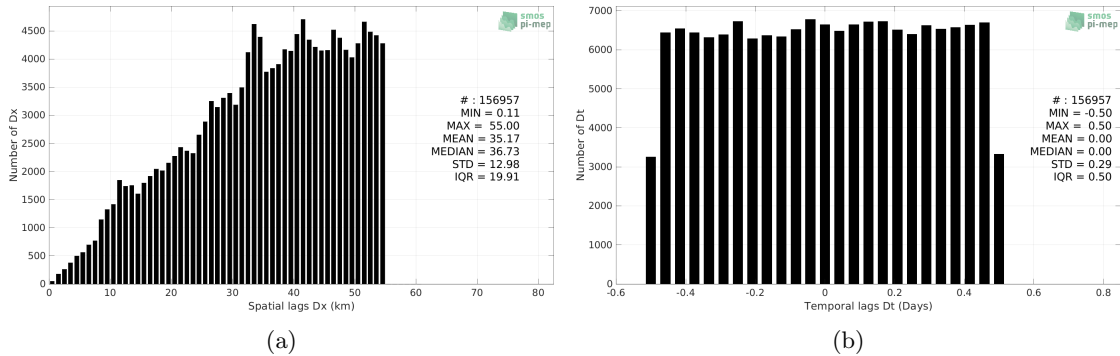 4500
4000
3500
3000
2500
2000
1500
1000
500
0
Number of Dx
smos
pi-mep
# : 156957
MIN = 0.11
MAX = 55.00
MEAN = 35.17
MEDIAN = 36.73
STD = 12.98
IQR = 19.91
0 10 20 30 40 50 60 70 80
Spatial lags Dx (km)
(a)
7000
6000
5000
4000
3000
2000
1000
0
Number of Dt
smos
pi-mep
# : 156957
MIN = -0.50
MAX = 0.50
MEAN = 0.00
MEDIAN = 0.00
STD = 0.29
IQR = 0.50
-0.6 -0.4 -0.2 0 0.2 0.4 0.6 0.8
Temporal lags Dt (Days)
(b)